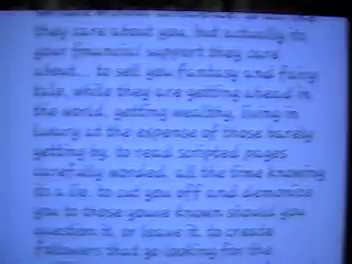 they care about you, but actually its
your financial support they care
about... to sell you fantasy and fairy
tale, while they are getting ahead in
the world, getting wealthy, living in
luxury at the expense of those barely
getting by, to read scripted pages
carefully worded, all the time knowing
its a lie, to cut you off and demonize
you to those youve known should you
question it, or leave it, to create
followers that go looking for the